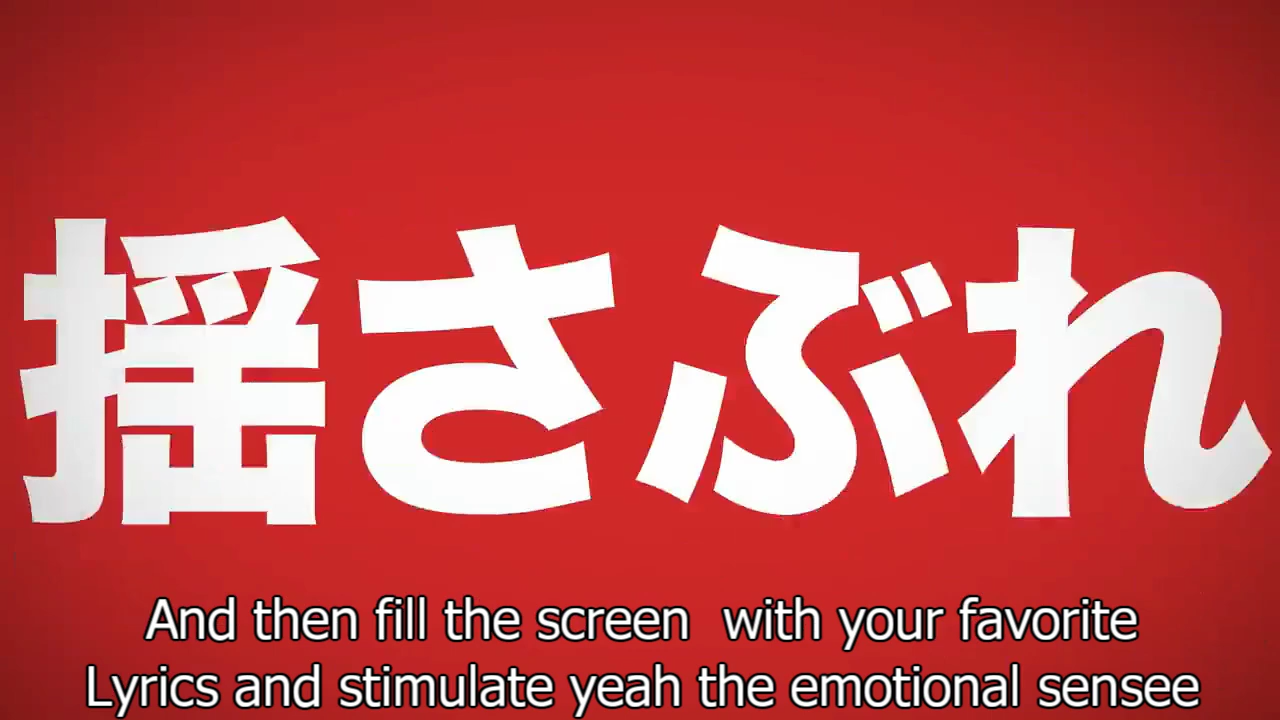 揺さぶれ
And then fill the screen  with your favorite
Lyrics and stimulate yeah the emotional sensee